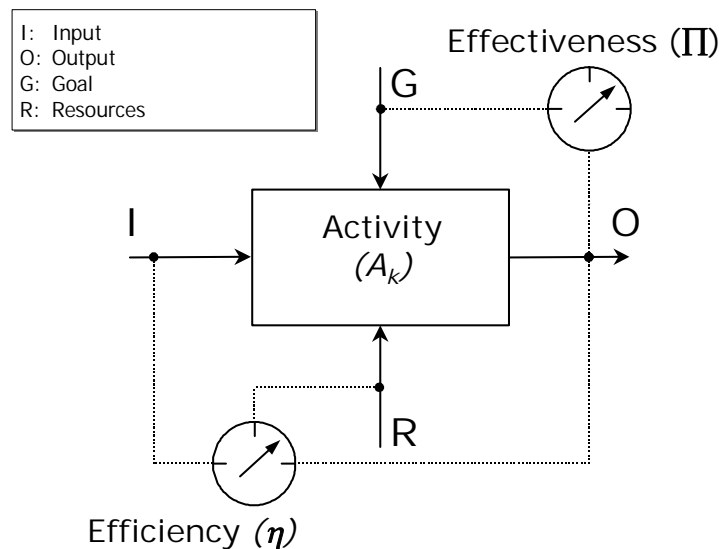 I: Input
O: Output
G: Goal
R: Resources
Effectiveness (Π)
G
I
Activity
(A_k)
O
R
Efficiency (η)